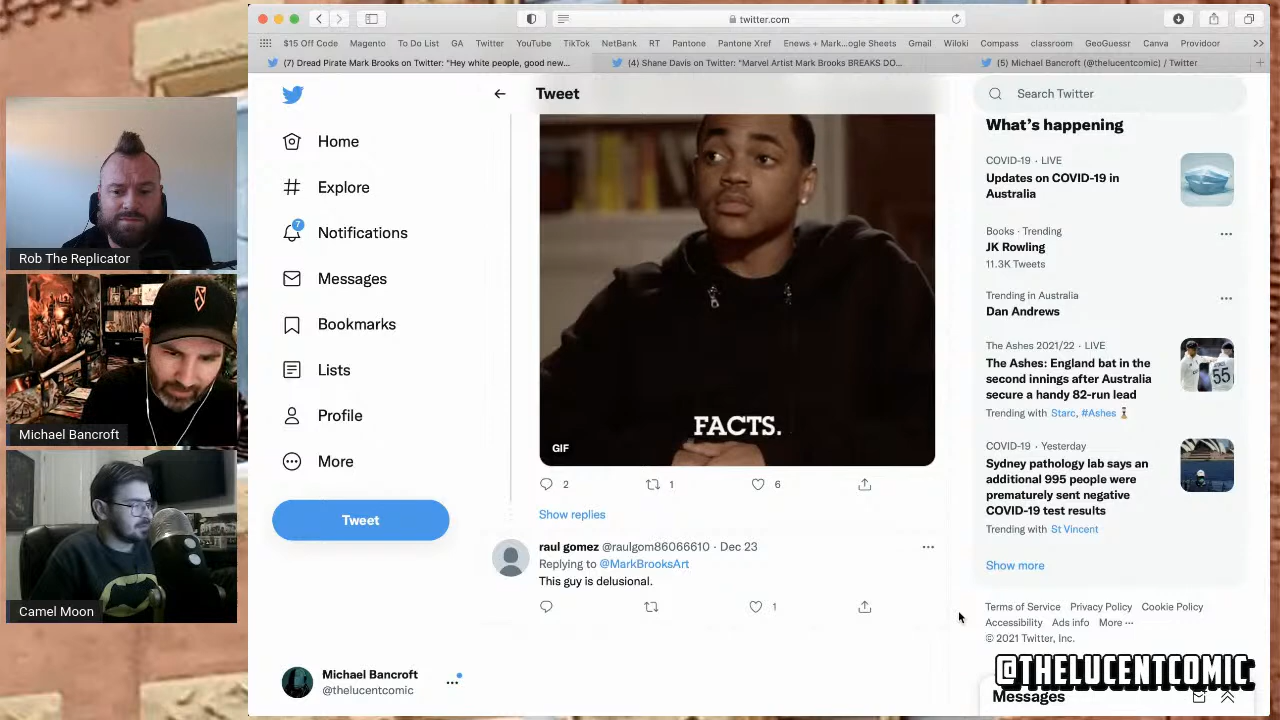 twitter.com
$15 Off Code
Magento
To Do List
GA
Twitter
YouTube
TikTok
NetBank
RT
Pantone
Pantone Xref
Enews + Mark...ogle Sheets
Gmail
Wiloki
Compass
classroom
GeoGuessr
Canva
Providoor
(7) Dread Pirate Mark Brooks on Twitter: "Hey white people, good new...
(4) Shane Davis on Twitter: "Marvel Artist Mark Brooks BREAKS DO...
(5) Michael Bancroft (@thelucentcomic) / Twitter
Rob The Replicator
Michael Bancroft
Camel Moon
Home
Explore
7
Notifications
Messages
Bookmarks
Lists
Profile
More
Tweet
Michael Bancroft
@thelucentcomic
Tweet
FACTS.
GIF
2
1
6
Show replies
raul gomez @raulgom86066610 · Dec 23
Replying to @MarkBrooksArt
This guy is delusional.
1
Search Twitter
What's happening
COVID-19 · LIVE
Updates on COVID-19 in
Australia
Books · Trending
JK Rowling
11.3K Tweets
Trending in Australia
Dan Andrews
The Ashes 2021/22 · LIVE
The Ashes: England bat in the
second innings after Australia
secure a handy 82-run lead
Trending with Starc, #Ashes
55
COVID-19 · Yesterday
Sydney pathology lab says an
additional 995 people were
prematurely sent negative
COVID-19 test results
Trending with St Vincent
Show more
Terms of Service Privacy Policy Cookie Policy
Accessibility Ads info More ···
© 2021 Twitter, Inc.
@THELUCENTCOMIC
Messages